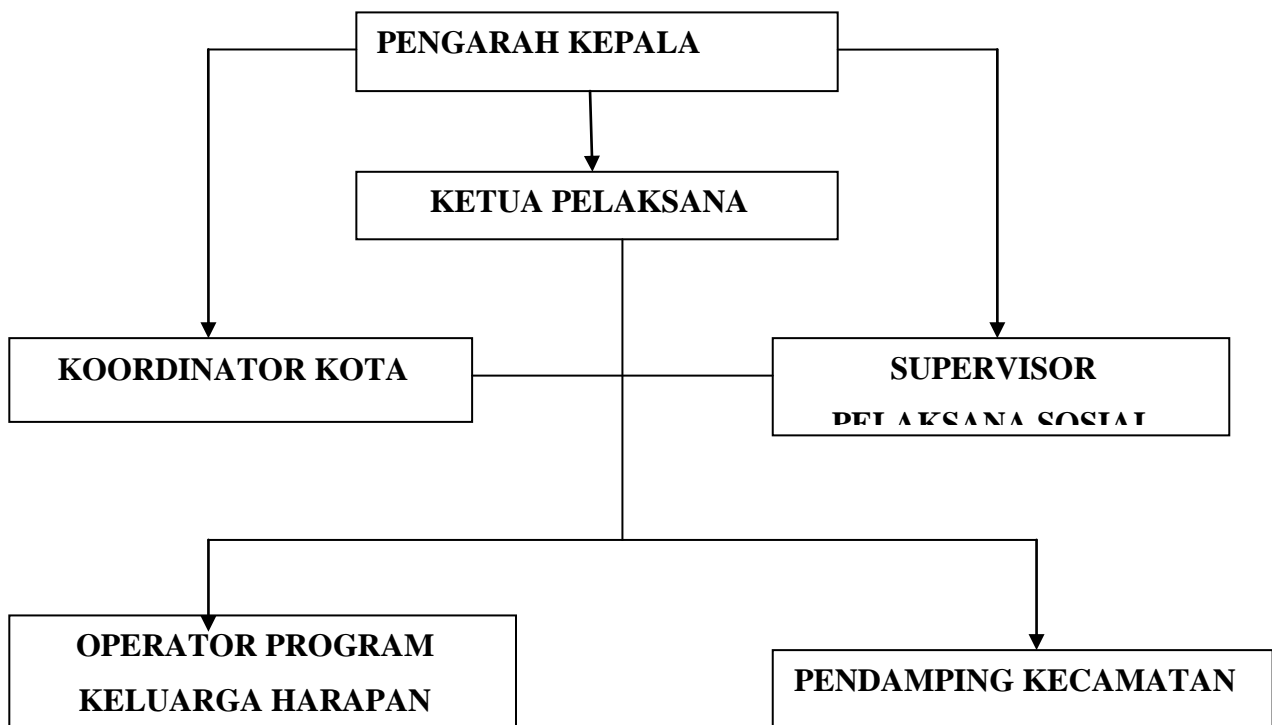 PENGARAH KEPALA
KETUA PELAKSANA
KOORDINATOR KOTA
SUPERVISOR
PELAKSANA SOSIAL
OPERATOR PROGRAM
KELUARGA HARAPAN
PENDAMPING KECAMATAN